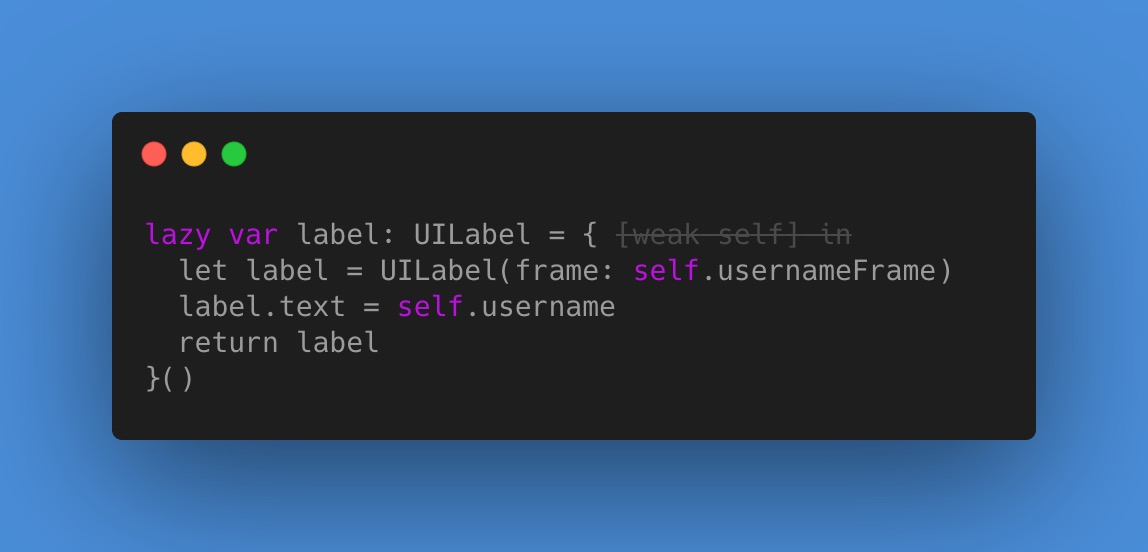 lazy var label: UILabel = { [weak self] in
  let label = UILabel(frame: self.usernameFrame)
  label.text = self.username
  return label
}()